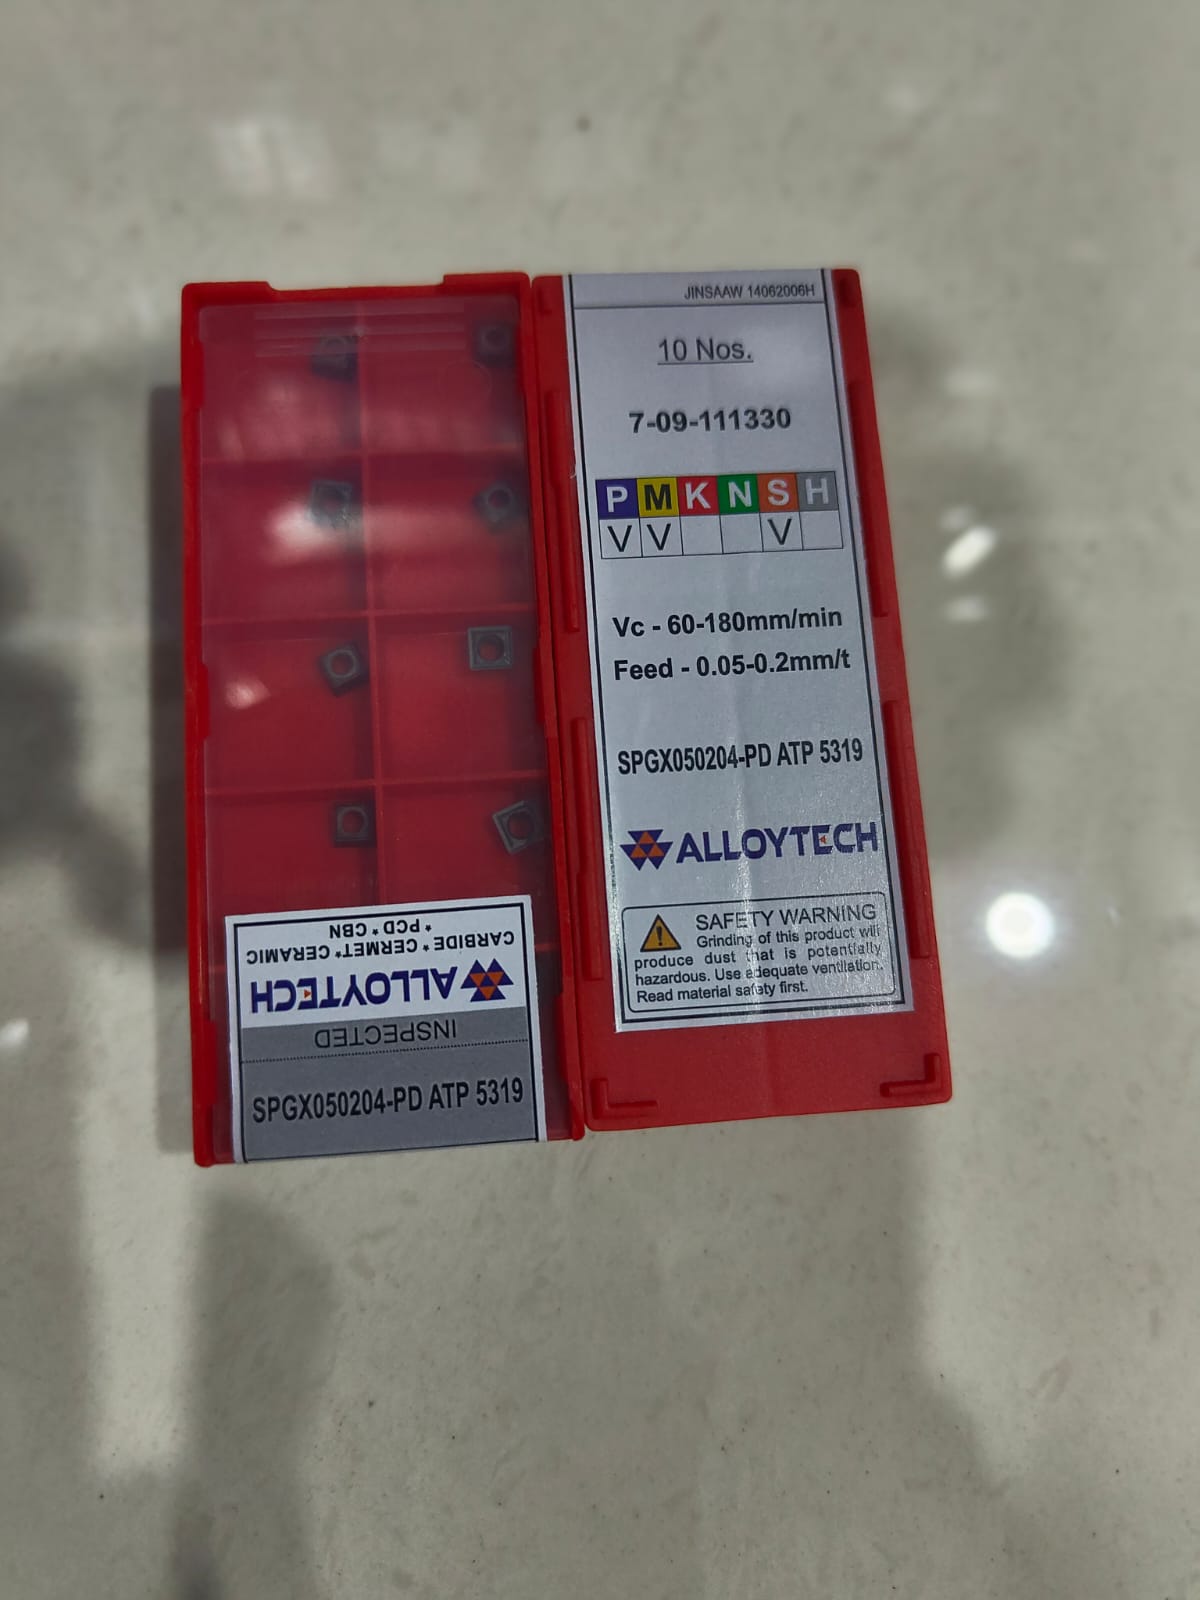 JINSAAW 14062006H
10 Nos.
7-09-111330
P M K N S H
V V V
Vc - 60-180mm/min
Feed - 0.05-0.2mm/t
SPGX050204-PD ATP 5319
ALLOYTECH
SAFETY WARNING
Grinding of this product will
produce dust that is potentially
hazardous. Use adequate ventilation.
Read material safety first.
CARBIDE * CERMET * CERAMIC
* PCD * CBN
ALLOYTECH
INSPECTED
SPGX050204-PD ATP 5319